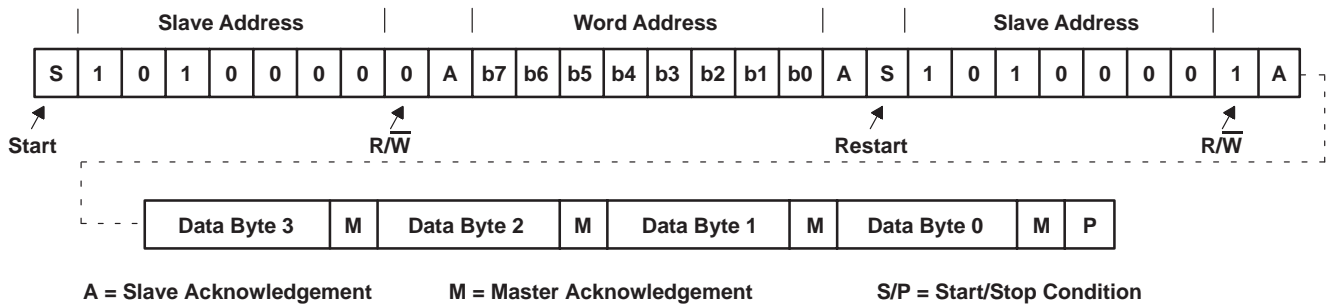 Slave Address Word Address Slave Address
S 1 0 1 0 0 0 0 0 A b7 b6 b5 b4 b3 b2 b1 b0 A S 1 0 1 0 0 0 0 1 A
Start R/W Restart R/W
Data Byte 3 M Data Byte 2 M Data Byte 1 M Data Byte 0 M P
A = Slave Acknowledgement M = Master Acknowledgement S/P = Start/Stop Condition